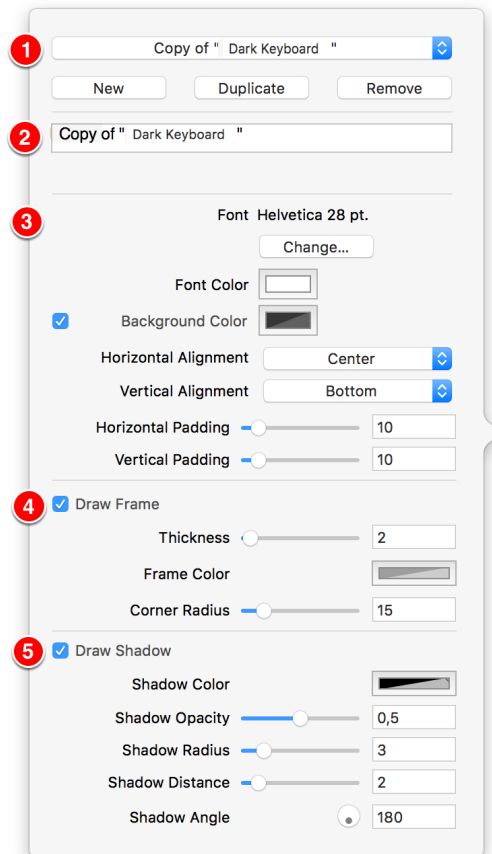 1 Copy of " Dark Keyboard "
New Duplicate Remove
2 Copy of " Dark Keyboard "
3 Font Helvetica 28 pt.
Change...
Font Color
Background Color
Horizontal Alignment Center
Vertical Alignment Bottom
Horizontal Padding 10
Vertical Padding 10
4 Draw Frame
Thickness 2
Frame Color
Corner Radius 15
5 Draw Shadow
Shadow Color
Shadow Opacity 0,5
Shadow Radius 3
Shadow Distance 2
Shadow Angle 180